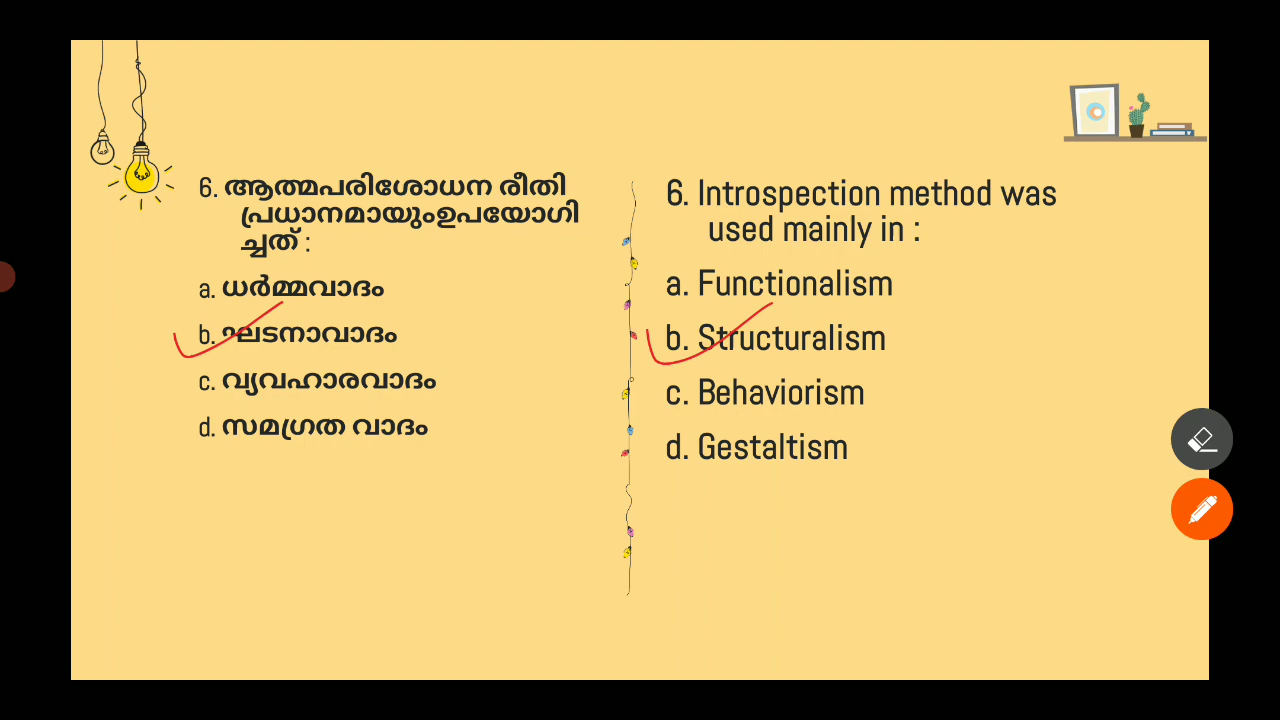 6. ആത്മപരിശോധന രീതി
പ്രധാനമായുംഉപയോഗി
ച്ചത് :
a. ധർമ്മവാദം
b. ഘടനാവാദം
c. വ്യവഹാരവാദം
d. സമഗ്രത വാദം
6. Introspection method was
used mainly in :
a. Functionalism
b. Structuralism
c. Behaviorism
d. Gestaltism